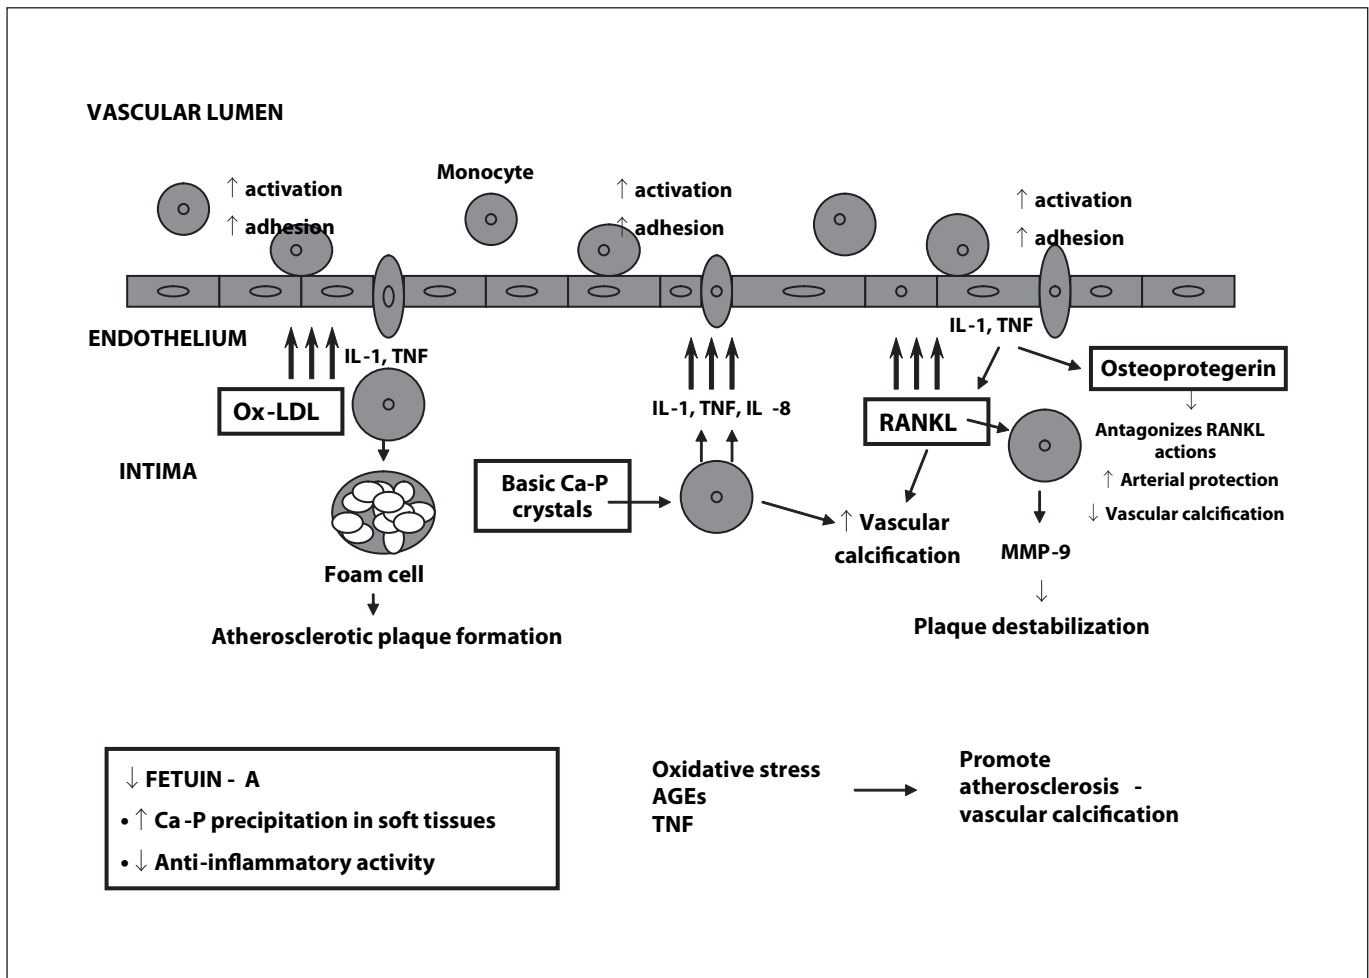 VASCULAR LUMEN
↑ activation
↑ adhesion
Monocyte
↑ activation
↑ adhesion
↑ activation
↑ adhesion
ENDOTHELIUM
IL-1, TNF
Ox-LDL
INTIMA
Foam cell
Atherosclerotic plaque formation
IL-1, TNF, IL -8
Basic Ca-P
crystals
↑ Vascular
calcification
IL-1, TNF
RANKL
MMP-9
↓
Plaque destabilization
Osteoprotegerin
↓
Antagonizes RANKL
actions
↑ Arterial protection
↓ Vascular calcification
↓ FETUIN - A
• ↑ Ca-P precipitation in soft tissues
• ↓ Anti-inflammatory activity
Oxidative stress
AGEs
TNF
Promote
atherosclerosis -
vascular calcification